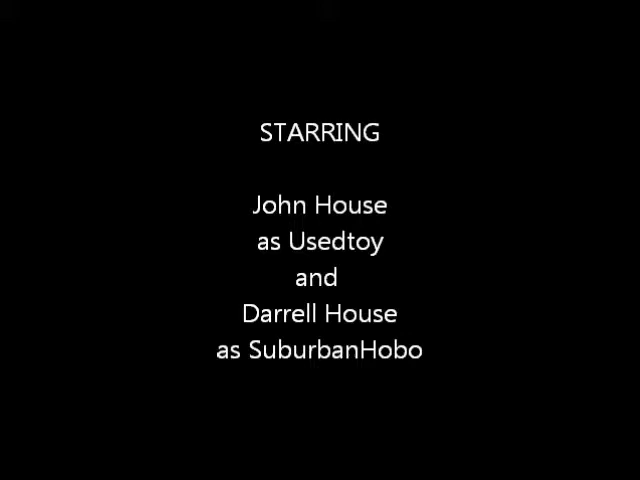 STARRING
John House
as Usedtoy
and
Darrell House
as SuburbanHobo